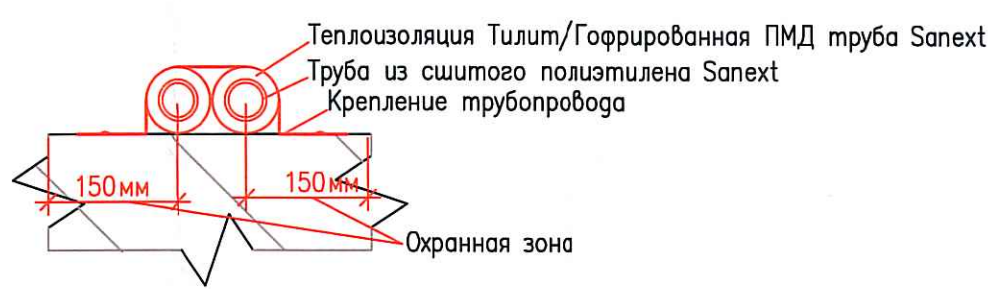 Теплоизоляция Тилит/Гофрированная ПМД труба Sanext
Труба из сшитого полиэтилена Sanext
Крепление трубопровода
150мм
150мм
Охранная зона